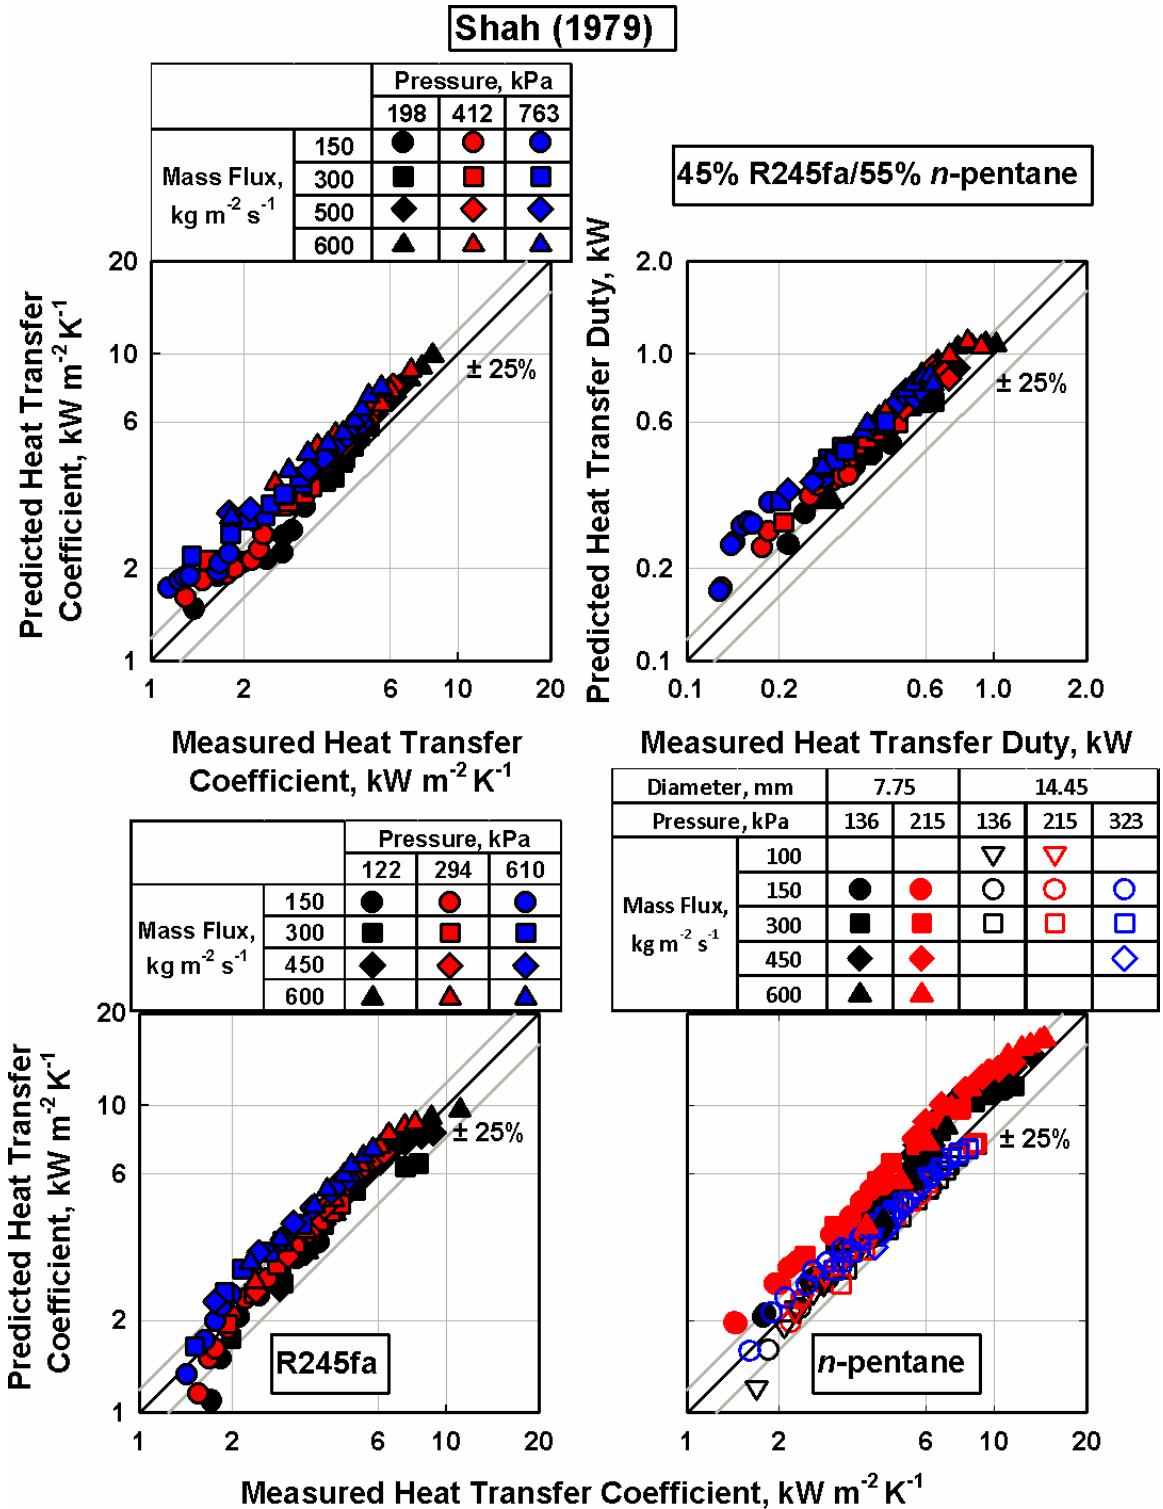 Shah (1979)
Pressure, kPa
198 412 763
Mass Flux,
kg m⁻² s⁻¹
150
300
500
600
45% R245fa/55% n-pentane
Predicted Heat Transfer
Coefficient, kW m⁻² K⁻¹
20
10
6
2
1
± 25%
1 2 6 10 20
Measured Heat Transfer
Coefficient, kW m⁻² K⁻¹
Predicted Heat Transfer Duty, kW
2.0
1.0
0.6
0.2
0.1
± 25%
0.1 0.2 0.6 1.0 2.0
Measured Heat Transfer Duty, kW
Pressure, kPa
122 294 610
Mass Flux,
kg m⁻² s⁻¹
150
300
450
600
Diameter, mm 7.75 14.45
Pressure, kPa 136 215 136 215 323
Mass Flux,
kg m⁻² s⁻¹
100
150
300
450
600
Predicted Heat Transfer
Coefficient, kW m⁻² K⁻¹
20
10
6
2
1
± 25%
R245fa
1 2 6 10 20
± 25%
n-pentane
1 2 6 10 20
Measured Heat Transfer Coefficient, kW m⁻² K⁻¹